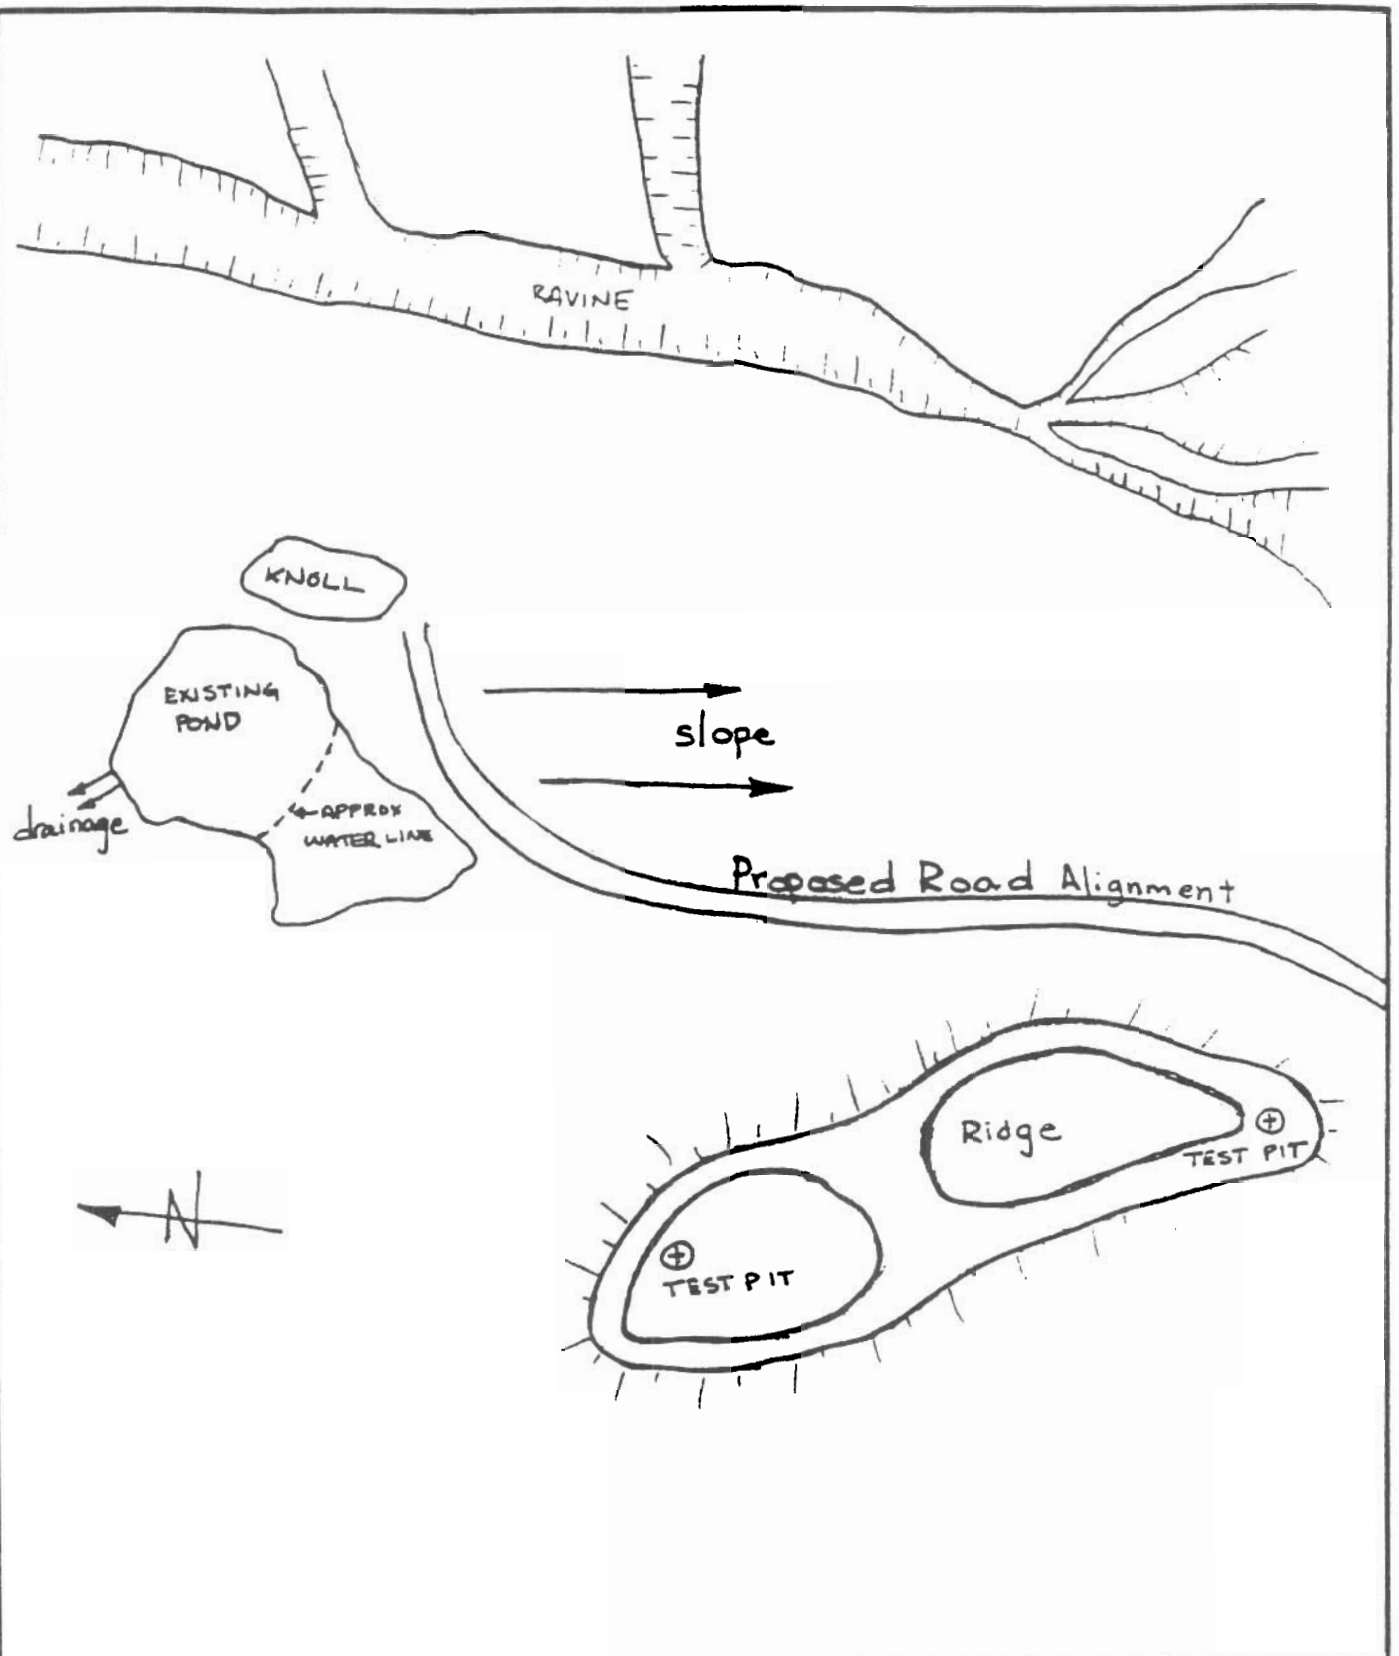 RAVINE
KNOLL
EXISTING
POND
slope
drainage
APPROX
WATER LINE
Proposed Road Alignment
Ridge
TEST PIT
N
TEST PIT